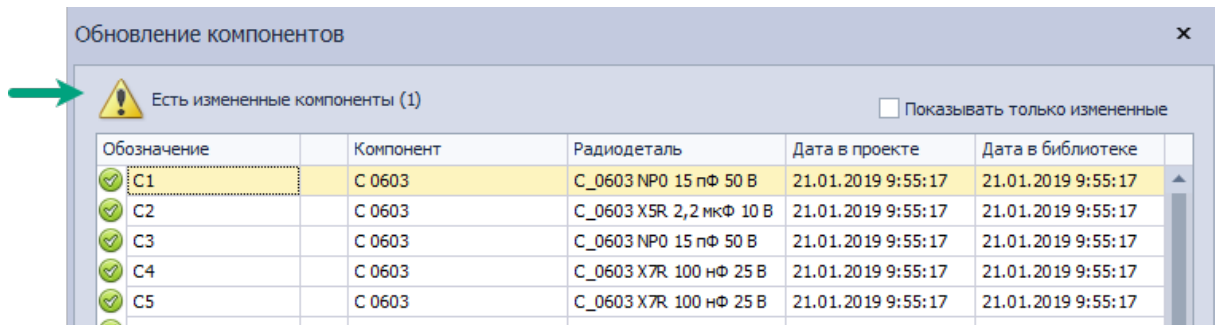 Обновление компонентов
Есть измененные компоненты (1)
Показывать только измененные
Обозначение Компонент Радиодеталь Дата в проекте Дата в библиотеке
C1 C 0603 C_0603 NP0 15 пФ 50 В 21.01.2019 9:55:17 21.01.2019 9:55:17
C2 C 0603 C_0603 X5R 2,2 мкФ 10 В 21.01.2019 9:55:17 21.01.2019 9:55:17
C3 C 0603 C_0603 NP0 15 пФ 50 В 21.01.2019 9:55:17 21.01.2019 9:55:17
C4 C 0603 C_0603 X7R 100 нФ 25 В 21.01.2019 9:55:17 21.01.2019 9:55:17
C5 C 0603 C_0603 X7R 100 нФ 25 В 21.01.2019 9:55:17 21.01.2019 9:55:17